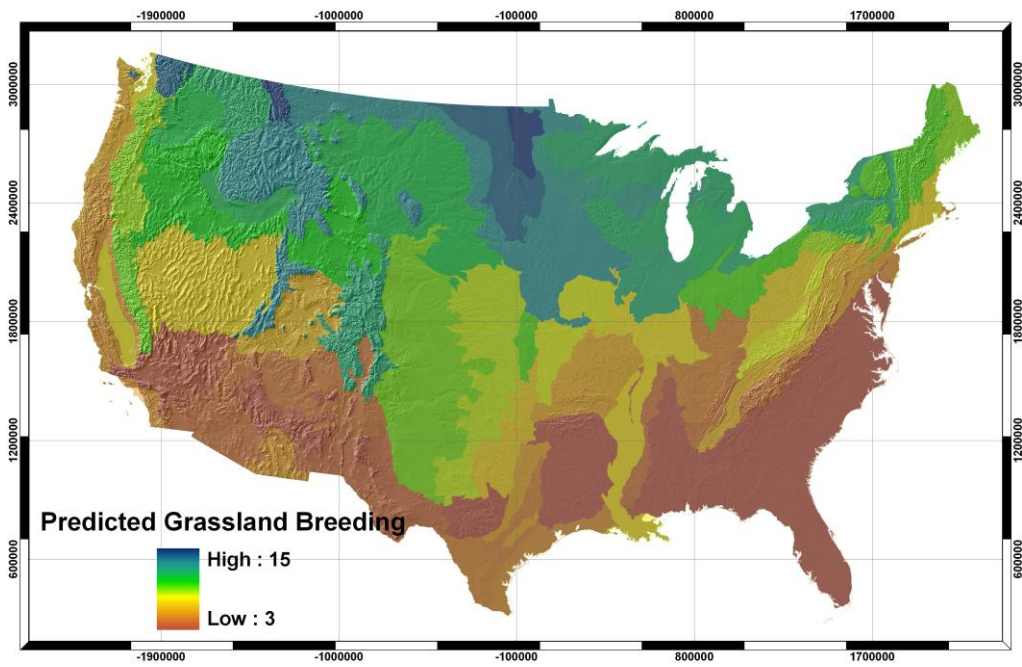 -1900000 -1000000 -100000 800000 1700000
3000000 3000000
2400000 2400000
1800000 1800000
1200000 1200000
600000 600000
Predicted Grassland Breeding
High : 15
Low : 3
-1900000 -1000000 -100000 800000 1700000